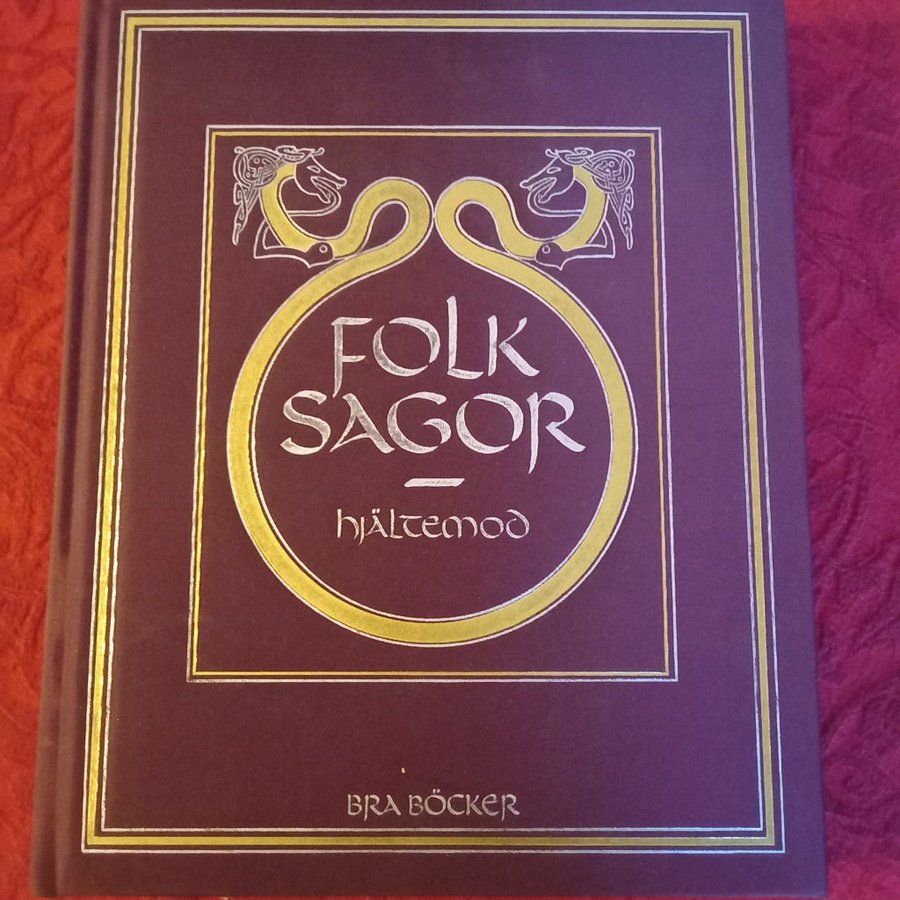 FOLK
SAGOR
—
hjältemod
BRA BÖCKER